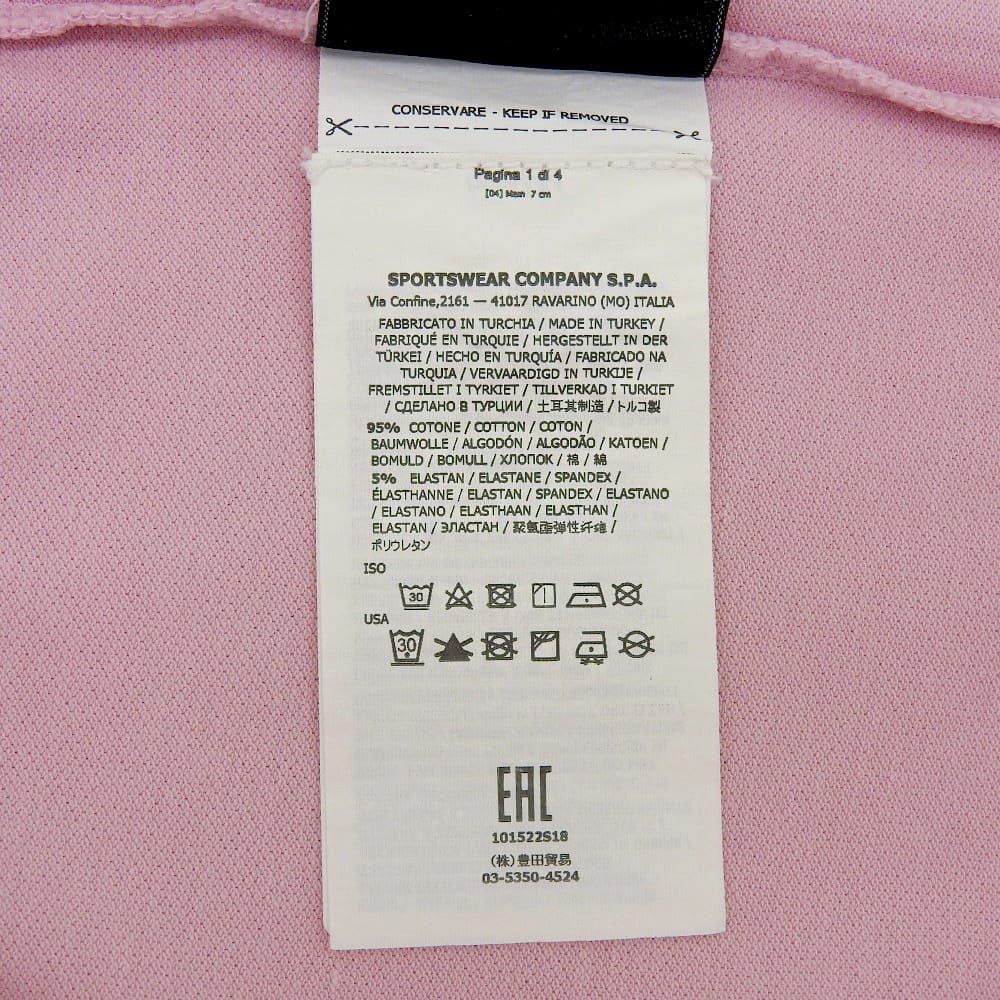 CONSERVARE - KEEP IF REMOVED
Pagina 1 di 4
[04] Mam 7 cm
SPORTSWEAR COMPANY S.P.A.
Via Confine,2161 — 41017 RAVARINO (MO) ITALIA
FABBRICATO IN TURCHIA / MADE IN TURKEY /
FABRIQUÉ EN TURQUIE / HERGESTELLT IN DER
TÜRKEI / HECHO EN TURQUÍA / FABRICADO NA
TURQUIA / VERVAARDIGD IN TURKIJE /
FREMSTILLET I TYRKIET / TILLVERKAD I TURKIET
/ СДЕЛАНО В ТУРЦИИ / 土耳其制造 / トルコ製
95% COTONE / COTTON / COTON /
BAUMWOLLE / ALGODÓN / ALGODÃO / KATOEN /
BOMULD / BOMULL / ХЛОПОК / 棉 / 綿
5% ELASTAN / ELASTANE / SPANDEX /
ÉLASTHANNE / ELASTAN / SPANDEX / ELASTANO
/ ELASTANO / ELASTHAAN / ELASTHAN /
ELASTAN / ЭЛАСТАН / 聚氨酯弹性纤维 /
ポリウレタン
ISO
30
USA
30
EAC
101522S18
(株)豊田貿易
03-5350-4524